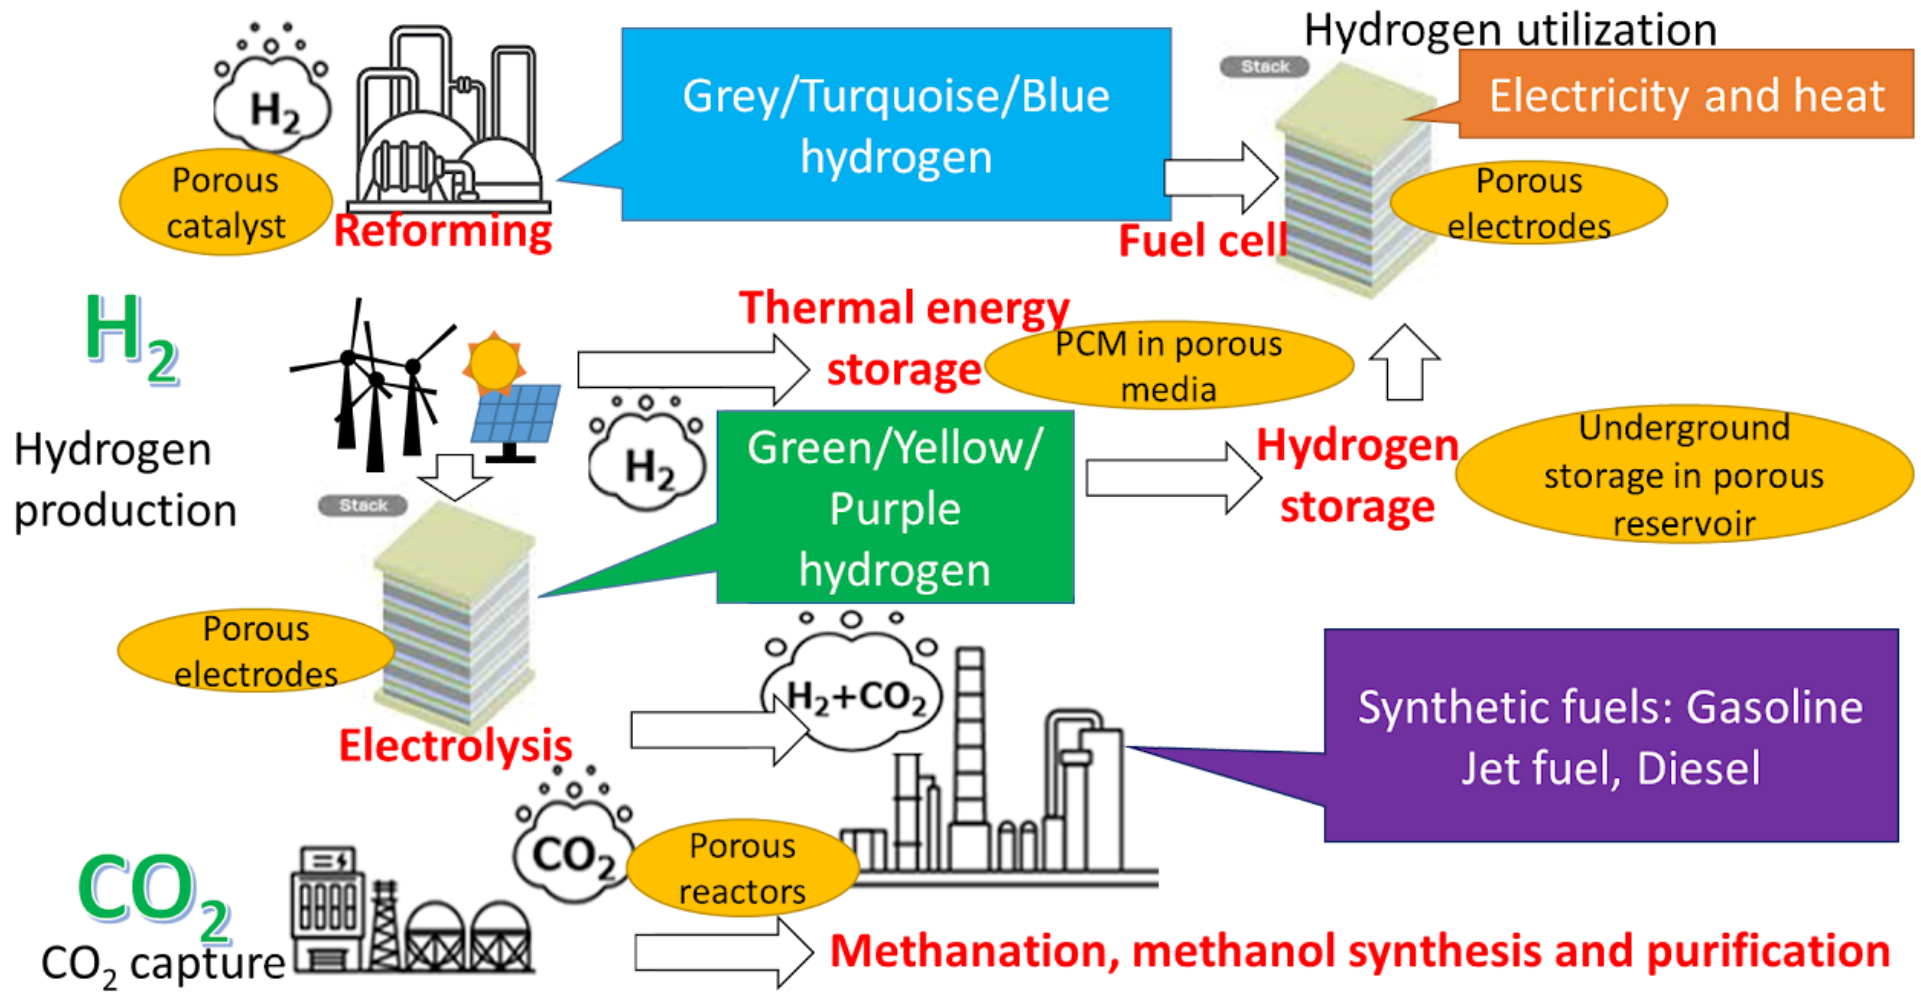 Hydrogen utilization
H2
Grey/Turquoise/Blue
hydrogen
Stack
Electricity and heat
Porous
catalyst
Reforming
Porous
electrodes
Fuel cell
H2
Thermal energy
storage
PCM in porous
media
Hydrogen
production
H2
Green/Yellow/
Purple
hydrogen
Hydrogen
storage
Underground
storage in porous
reservoir
Stack
Porous
electrodes
Electrolysis
H2+CO2
Synthetic fuels: Gasoline
Jet fuel, Diesel
CO2
CO2
Porous
reactors
CO2 capture
Methanation, methanol synthesis and purification